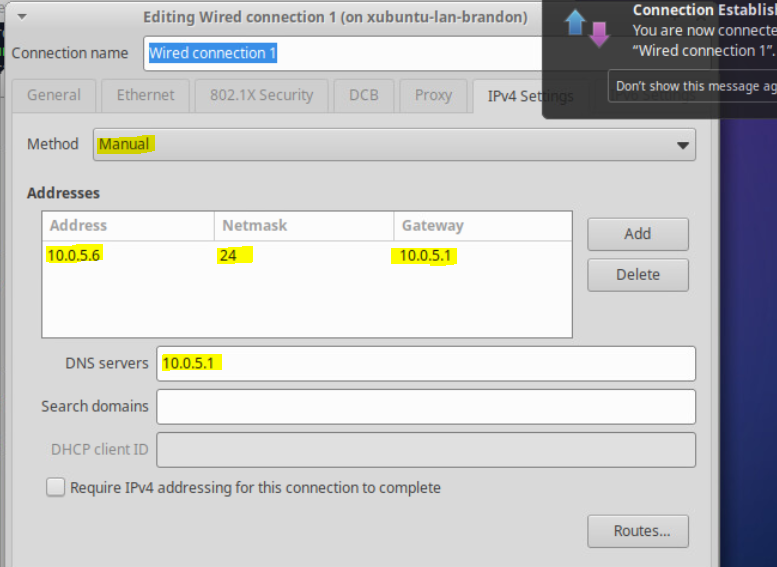 Editing Wired connection 1 (on xubuntu-lan-brandon)
Connection name Wired connection 1
General Ethernet 802.1X Security DCB Proxy IPv4 Settings
Method Manual
Addresses
Address Netmask Gateway
10.0.5.6 24 10.0.5.1
Add
Delete
DNS servers 10.0.5.1
Search domains
DHCP client ID
Require IPv4 addressing for this connection to complete
Routes...
Connection Establis
You are now connecte
“Wired connection 1”.
Don't show this message ag